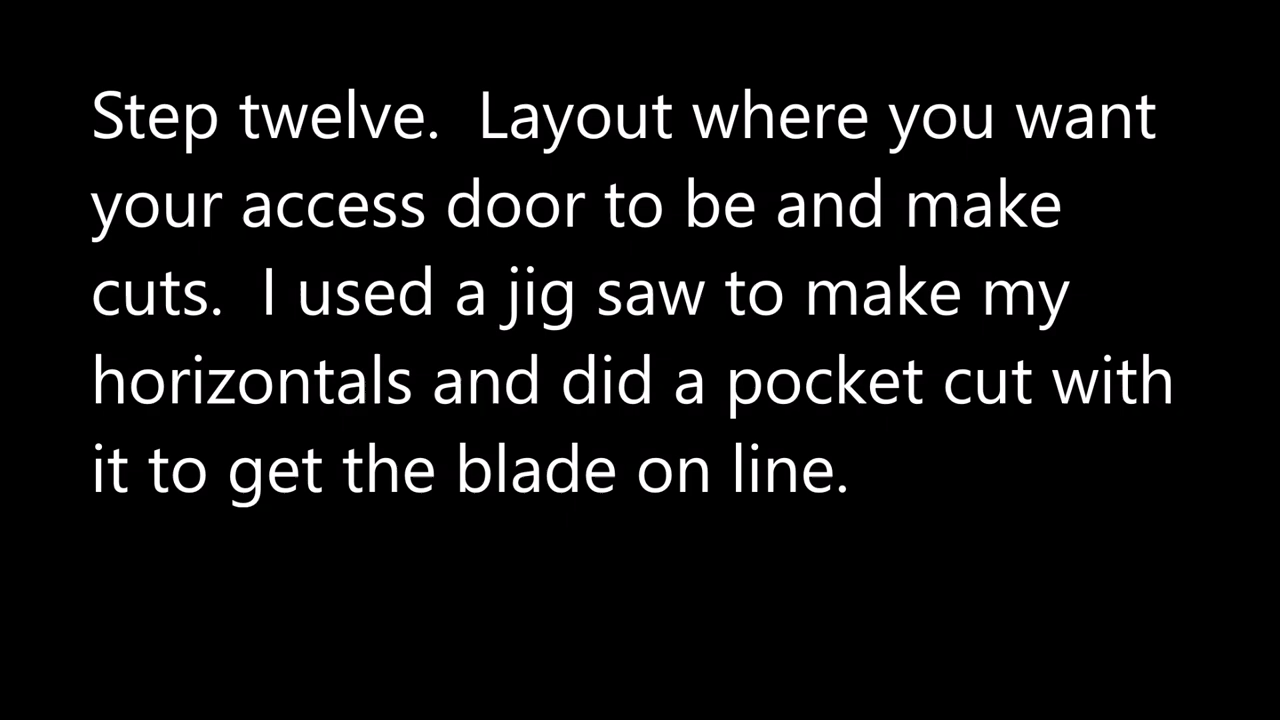 Step twelve.  Layout where you want
your access door to be and make
cuts.  I used a jig saw to make my
horizontals and did a pocket cut with
it to get the blade on line.